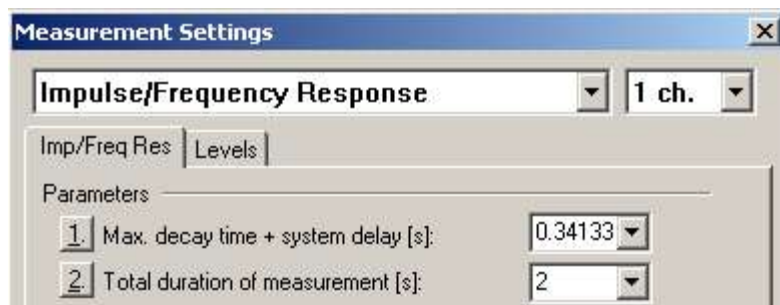 Measurement Settings
Impulse/Frequency Response 1 ch.
Imp/Freq Res Levels
Parameters
1. Max. decay time + system delay [s]: 0.34133
2. Total duration of measurement [s]: 2